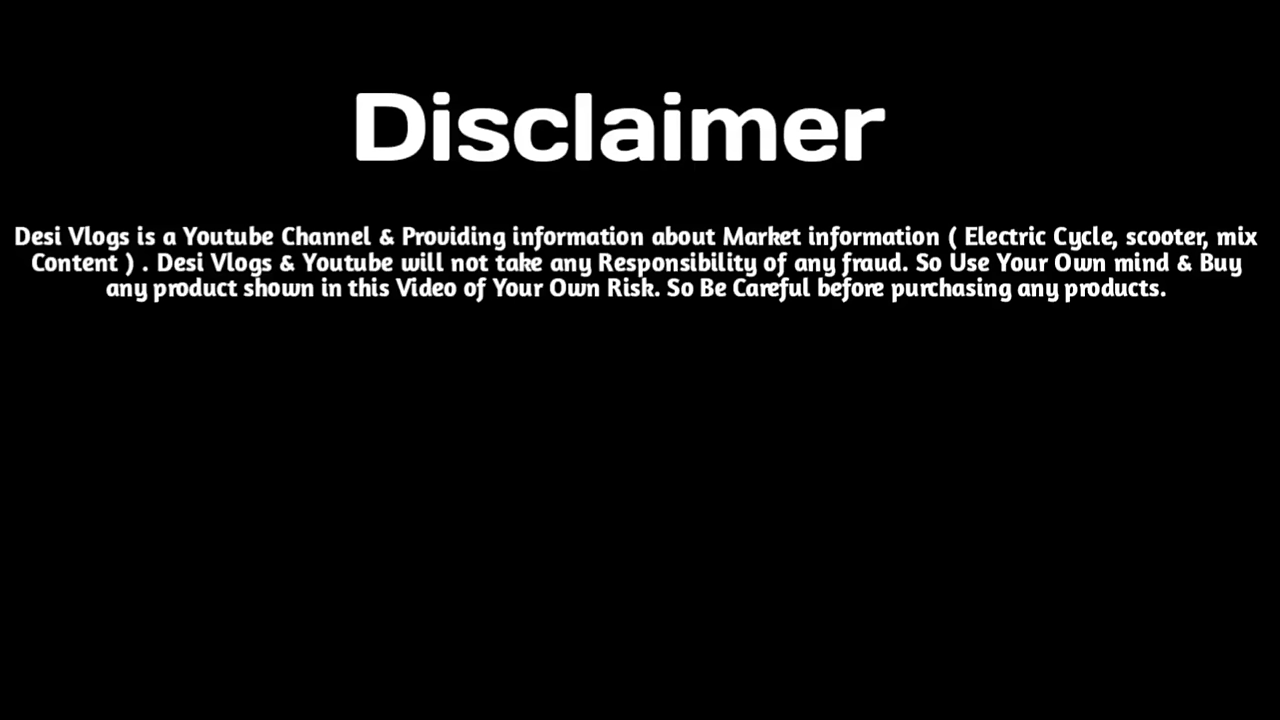 Disclaimer
Desi Vlogs is a Youtube Channel & Providing information about Market information ( Electric Cycle, scooter, mix
Content ) . Desi Vlogs & Youtube will not take any Responsibility of any fraud. So Use Your Own mind & Buy
any product shown in this Video of Your Own Risk. So Be Careful before purchasing any products.